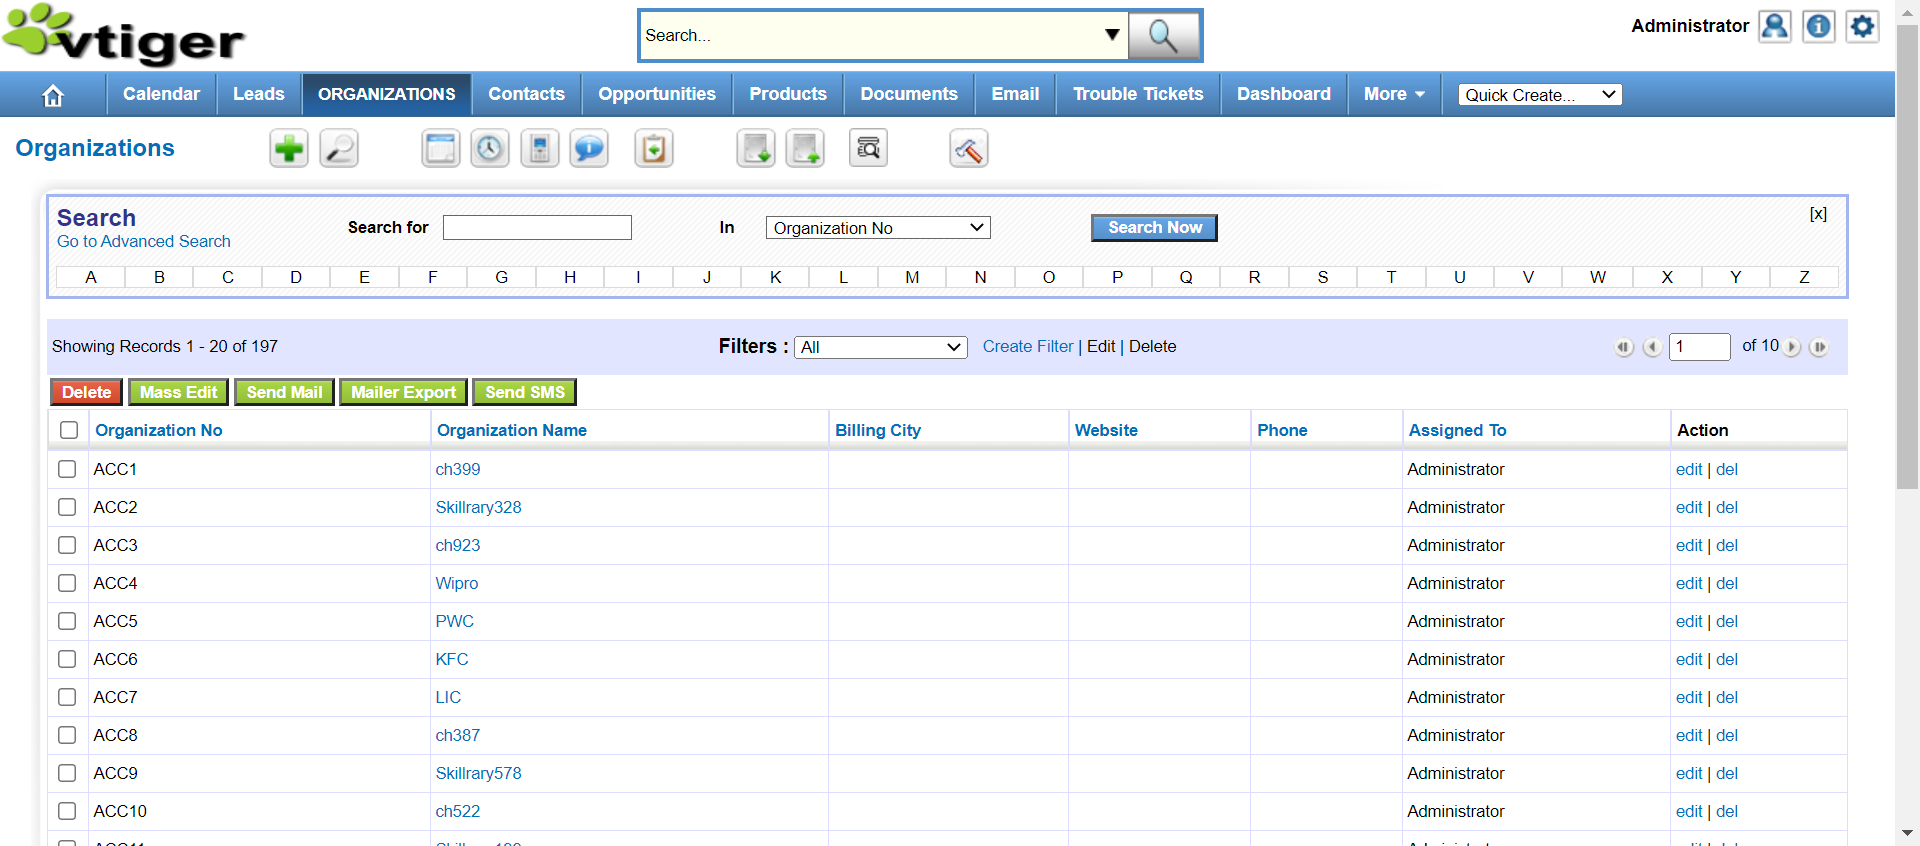 vtiger
Search...
Administrator
Calendar Leads ORGANIZATIONS Contacts Opportunities Products Documents Email Trouble Tickets Dashboard More Quick Create...
Organizations
Search
Go to Advanced Search
Search for In Organization No Search Now [x]
A B C D E F G H I J K L M N O P Q R S T U V W X Y Z
Showing Records 1 - 20 of 197 Filters : All Create Filter | Edit | Delete 1 of 10
Delete Mass Edit Send Mail Mailer Export Send SMS
Organization No Organization Name Billing City Website Phone Assigned To Action
ACC1 ch399 Administrator edit | del
ACC2 Skillrary328 Administrator edit | del
ACC3 ch923 Administrator edit | del
ACC4 Wipro Administrator edit | del
ACC5 PWC Administrator edit | del
ACC6 KFC Administrator edit | del
ACC7 LIC Administrator edit | del
ACC8 ch387 Administrator edit | del
ACC9 Skillrary578 Administrator edit | del
ACC10 ch522 Administrator edit | del